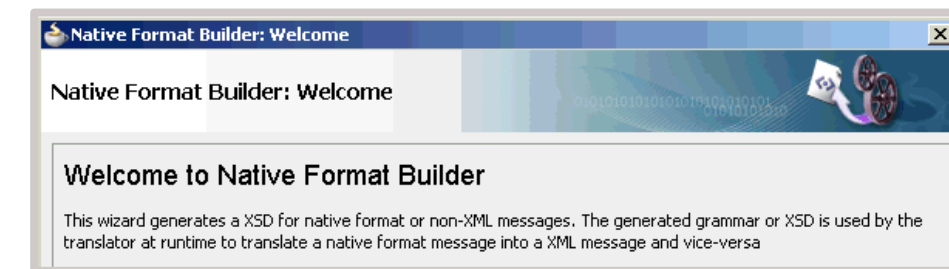 Native Format Builder: Welcome
Native Format Builder: Welcome
Welcome to Native Format Builder
This wizard generates a XSD for native format or non-XML messages. The generated grammar or XSD is used by the
translator at runtime to translate a native format message into a XML message and vice-versa